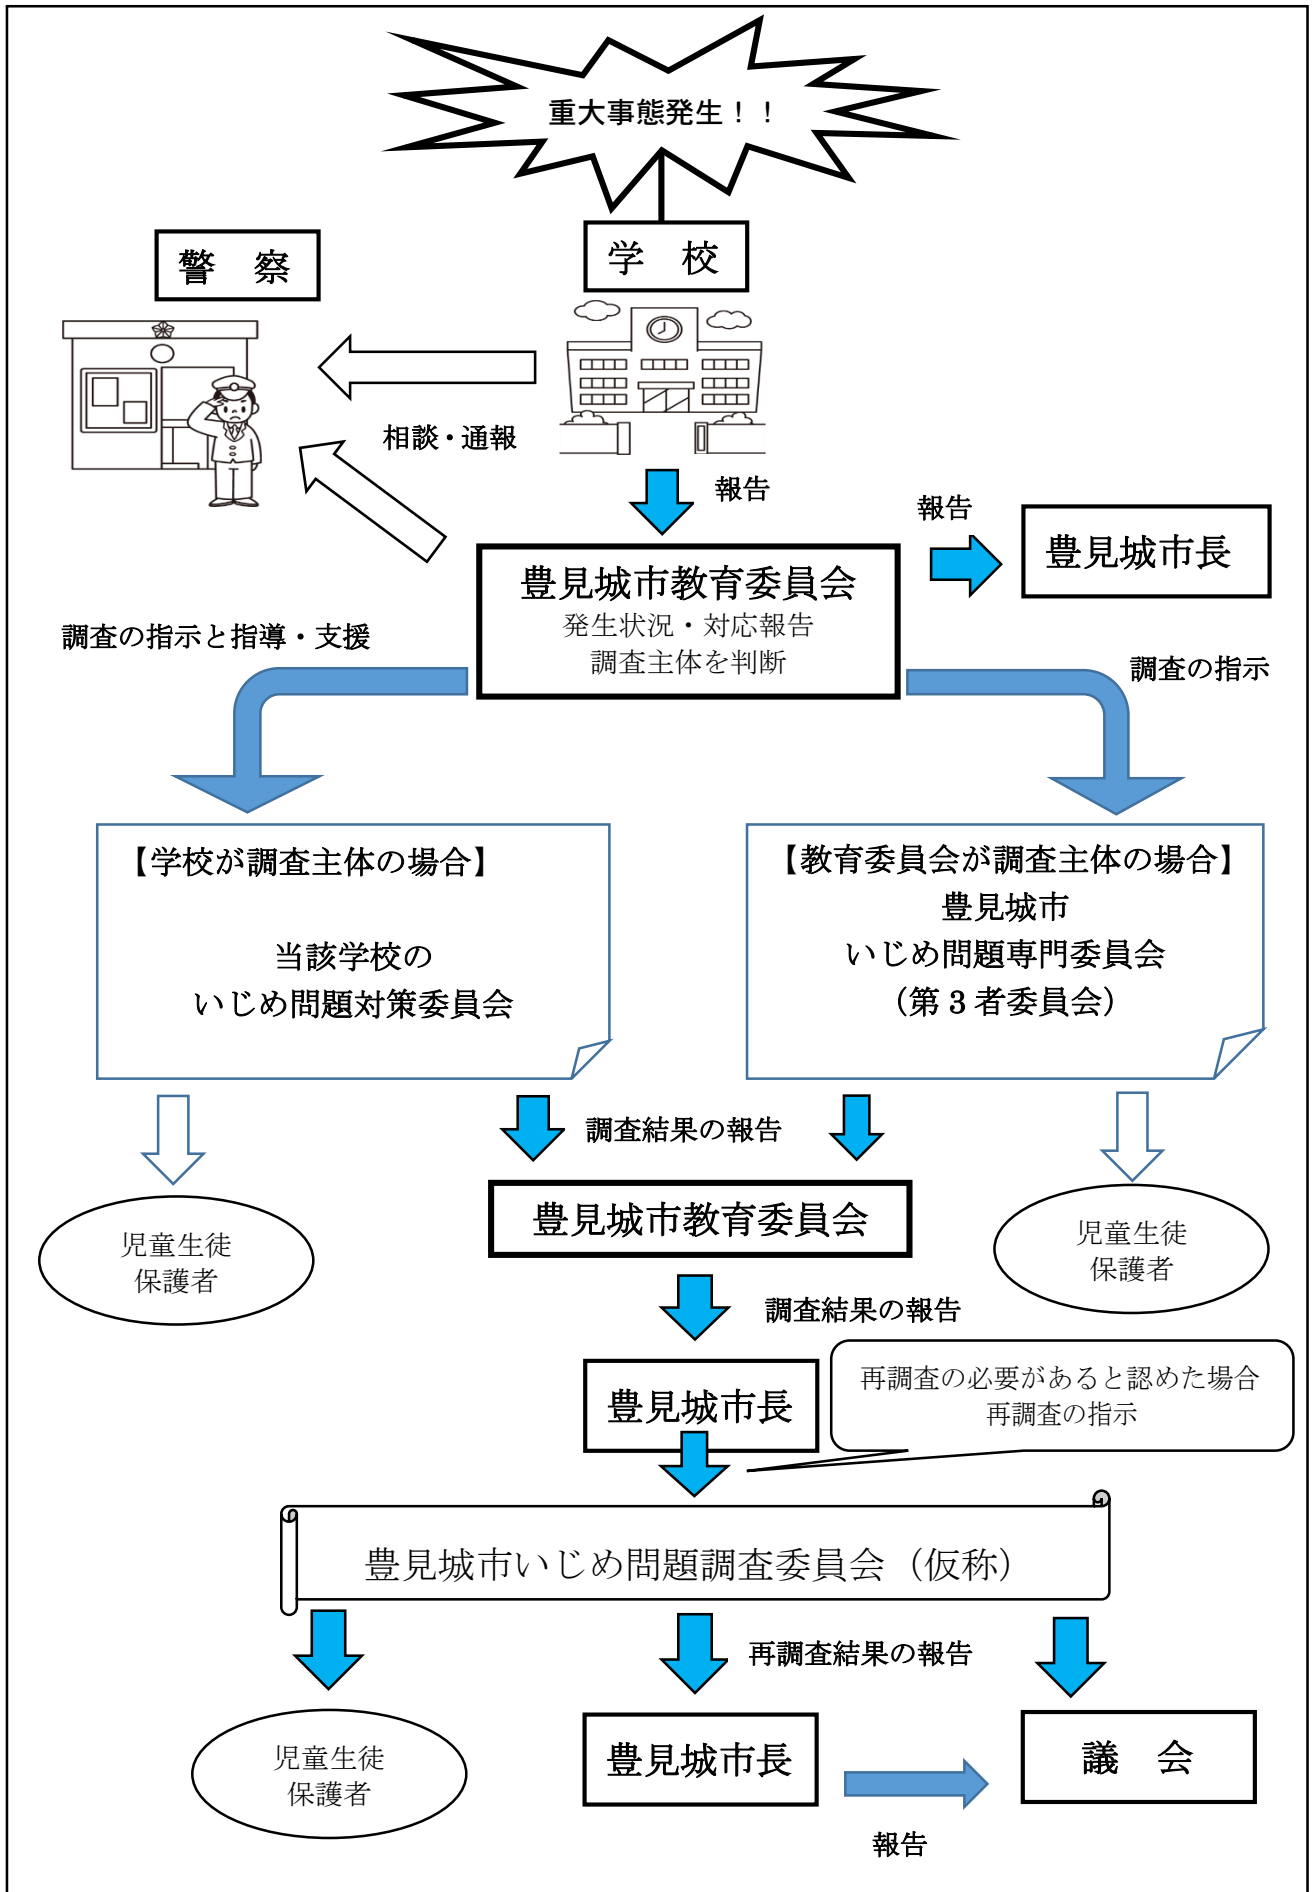 重大事態発生！！
学　校
警　察
相談・通報
報告
報告
豊見城市長
豊見城市教育委員会
発生状況・対応報告
調査主体を判断
調査の指示と指導・支援
調査の指示
【学校が調査主体の場合】
当該学校の
いじめ問題対策委員会
【教育委員会が調査主体の場合】
豊見城市
いじめ問題専門委員会
（第３者委員会）
調査結果の報告
豊見城市教育委員会
児童生徒
保護者
児童生徒
保護者
調査結果の報告
豊見城市長
再調査の必要があると認めた場合
再調査の指示
豊見城市いじめ問題調査委員会（仮称）
再調査結果の報告
児童生徒
保護者
豊見城市長
議　会
報告